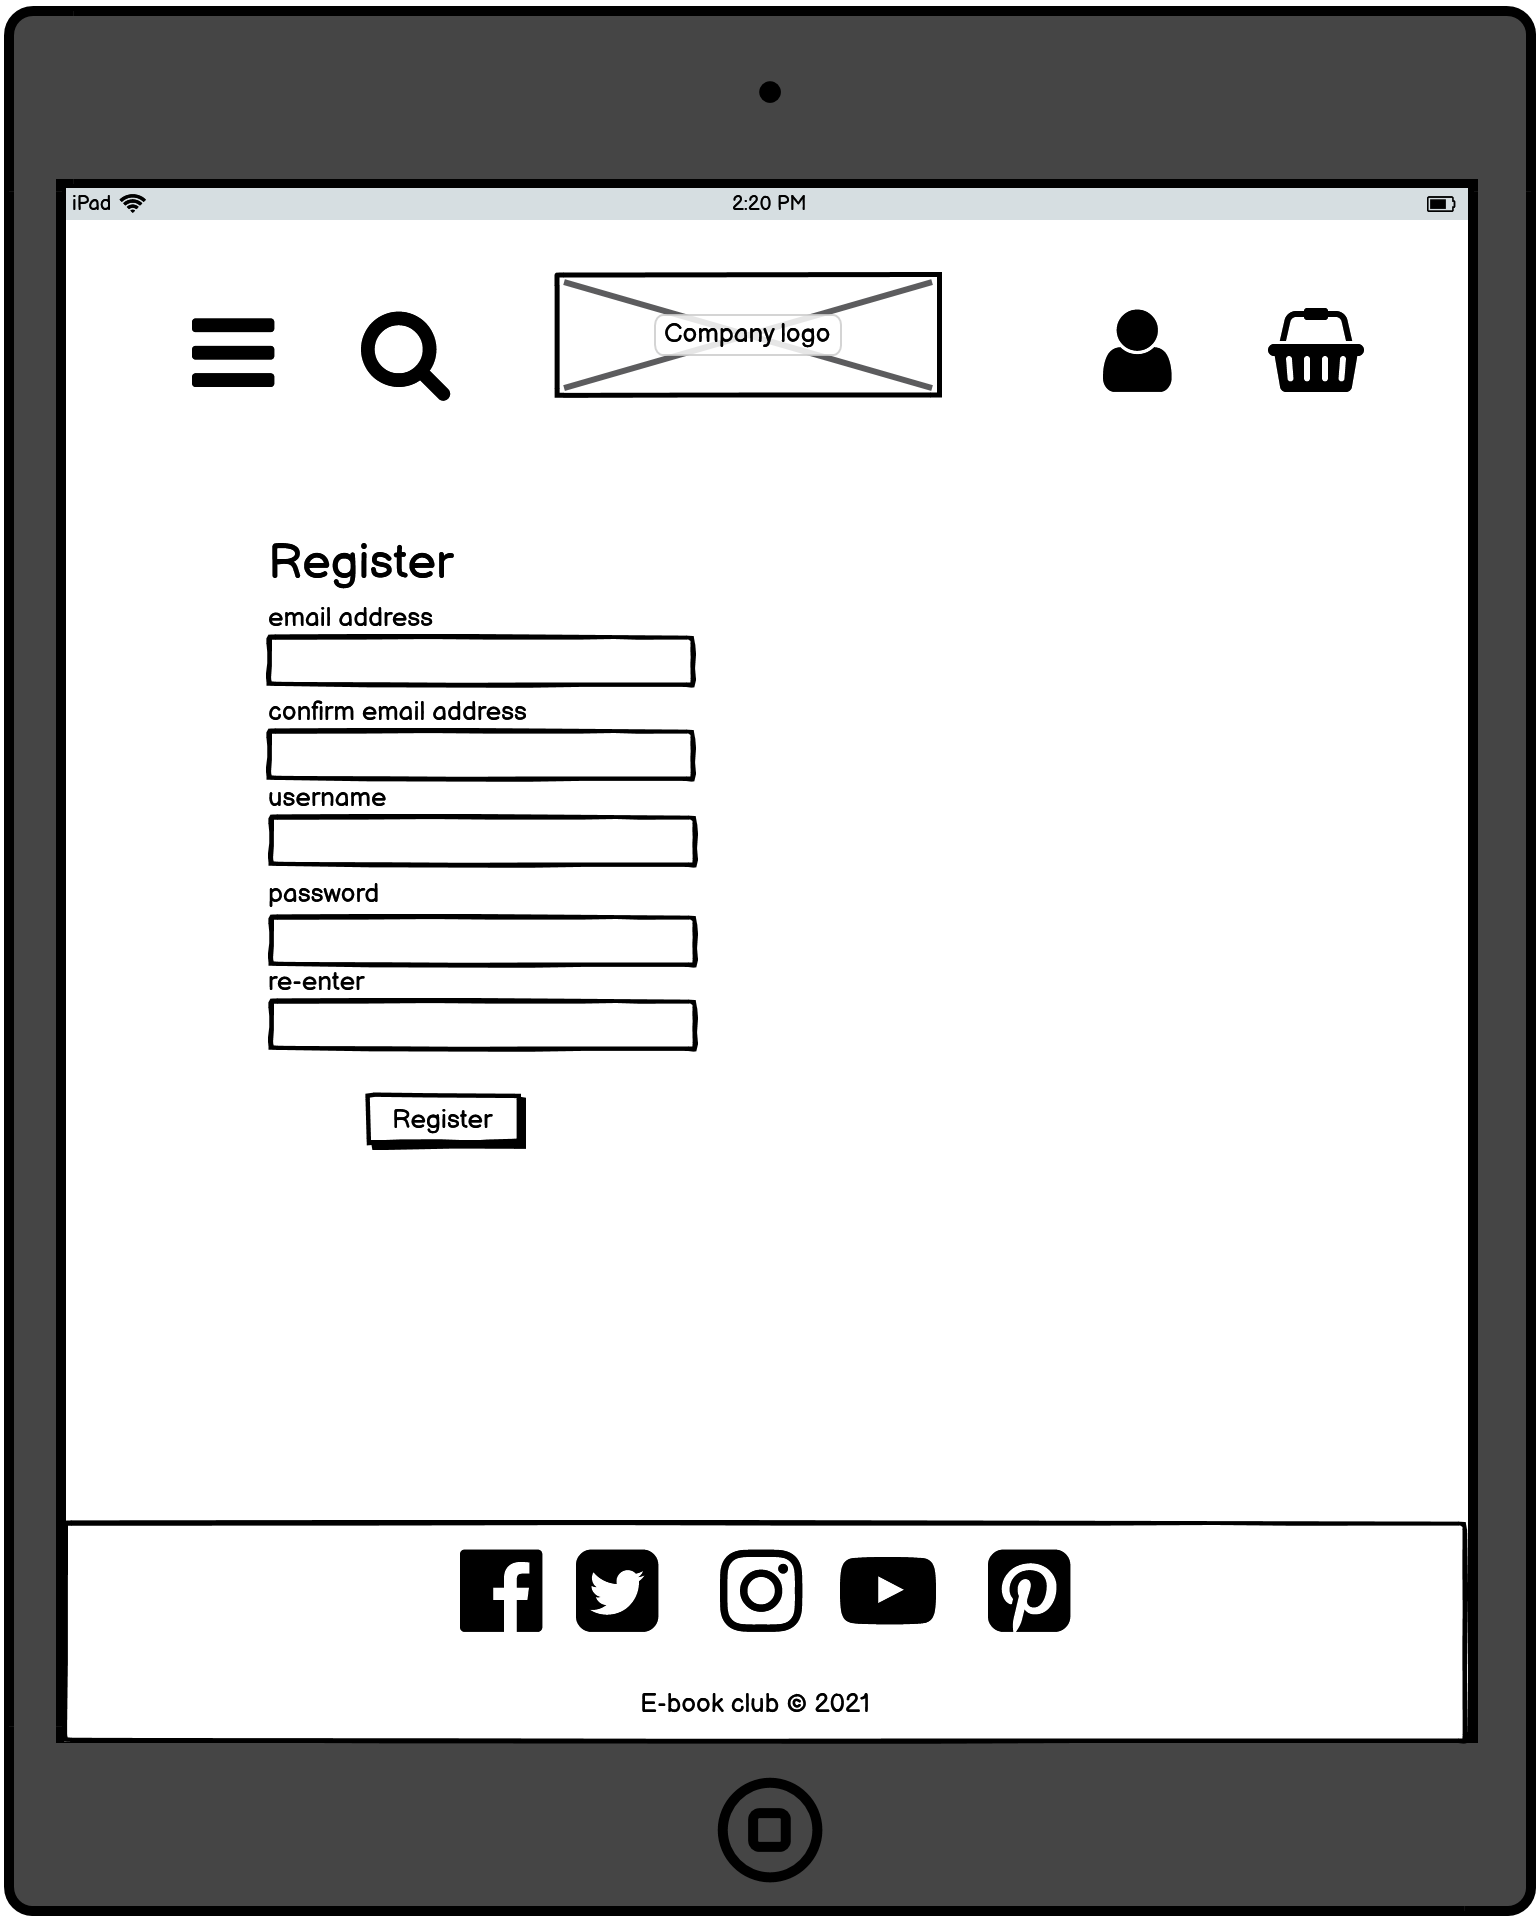 iPad 2:20 PM
Company logo
Register
email address
confirm email address
username
password
re-enter
Register
E-book club © 2021